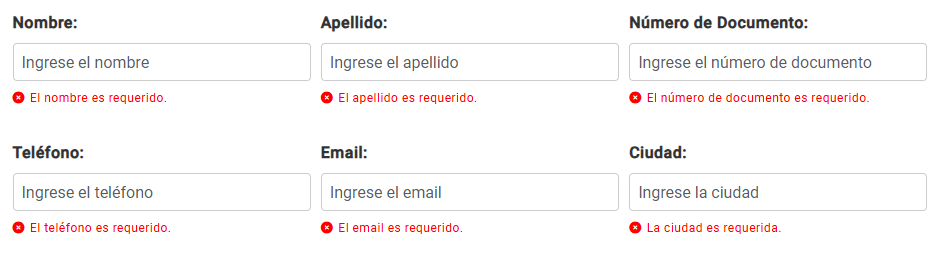 Nombre: Apellido: Número de Documento:
Ingrese el nombre Ingrese el apellido Ingrese el número de documento
El nombre es requerido. El apellido es requerido. El número de documento es requerido.
Teléfono: Email: Ciudad:
Ingrese el teléfono Ingrese el email Ingrese la ciudad
El teléfono es requerido. El email es requerido. La ciudad es requerida.